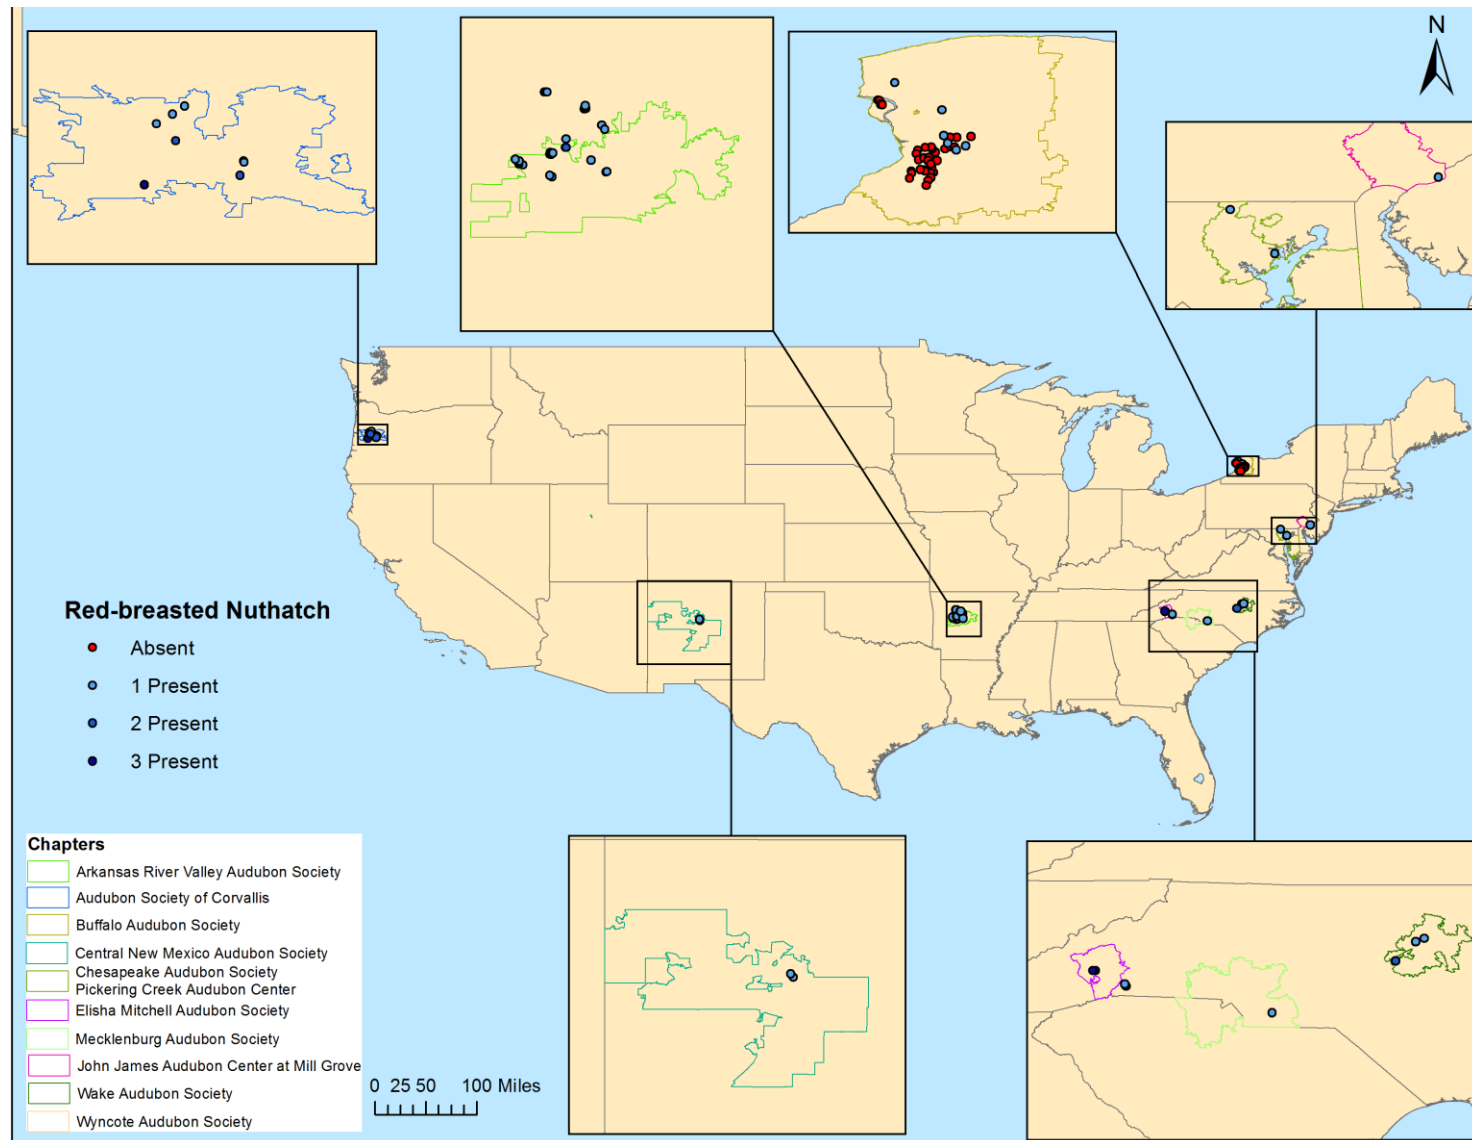 N
Red-breasted Nuthatch
Absent
1 Present
2 Present
3 Present
Chapters
Arkansas River Valley Audubon Society
Audubon Society of Corvallis
Buffalo Audubon Society
Central New Mexico Audubon Society
Chesapeake Audubon Society
Pickering Creek Audubon Center
Elisha Mitchell Audubon Society
Mecklenburg Audubon Society
John James Audubon Center at Mill Grove
Wake Audubon Society
Wyncote Audubon Society
0 25 50 100 Miles